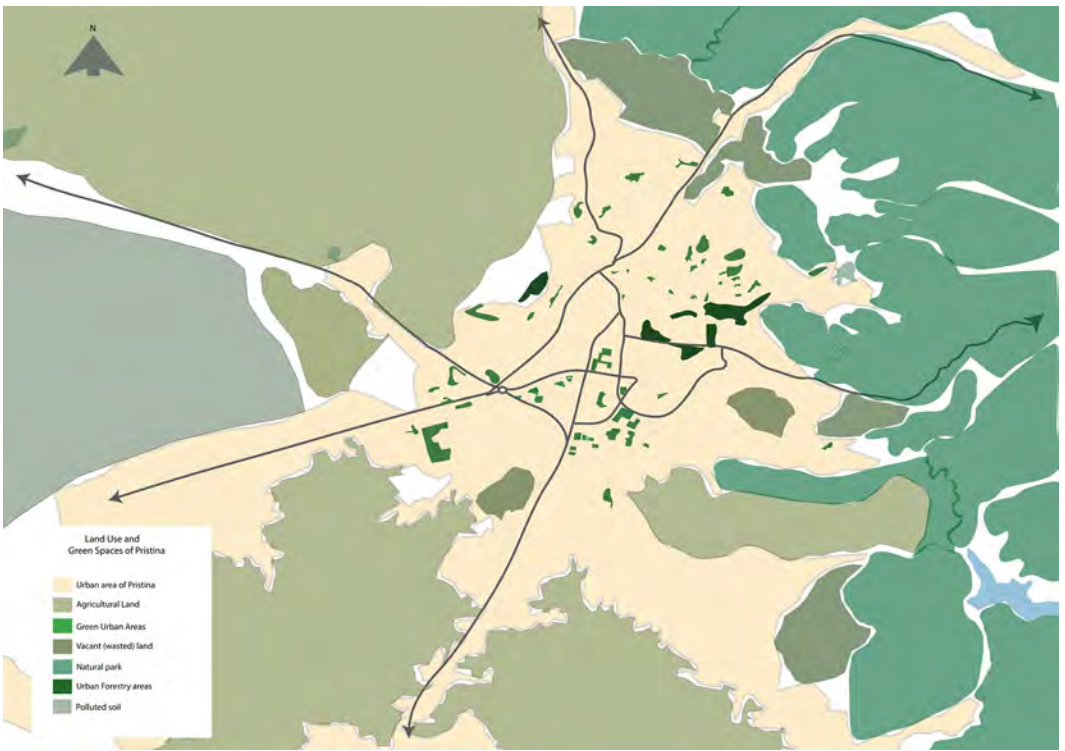 N
Land Use and
Green Spaces of Pristina
Urban area of Pristina
Agricultural Land
Green Urban Areas
Vacant (wasted) land
Natural park
Urban Forestry areas
Polluted soil